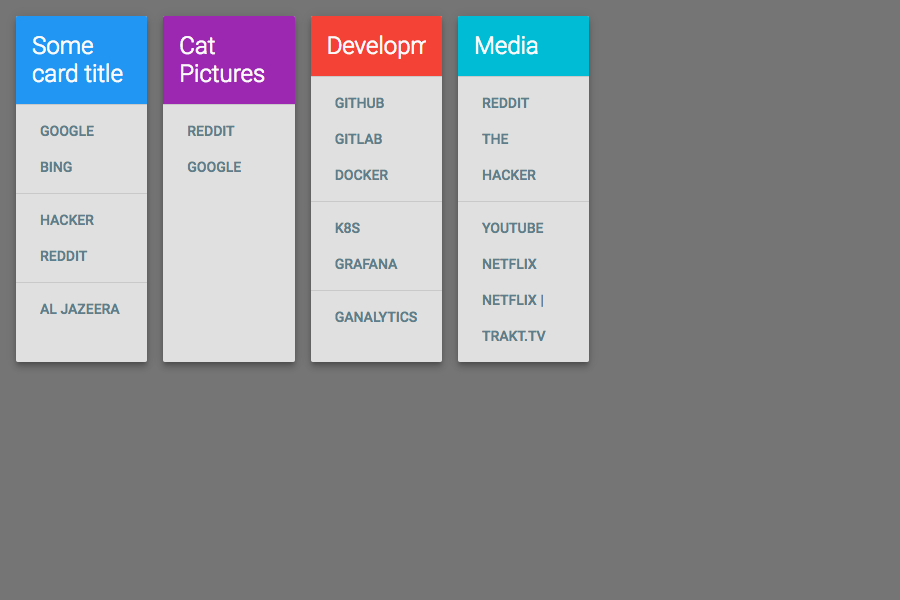 Some
card title
GOOGLE
BING
HACKER
REDDIT
AL JAZEERA
Cat
Pictures
REDDIT
GOOGLE
Developm
GITHUB
GITLAB
DOCKER
K8S
GRAFANA
GANALYTICS
Media
REDDIT
THE
HACKER
YOUTUBE
NETFLIX
NETFLIX |
TRAKT.TV